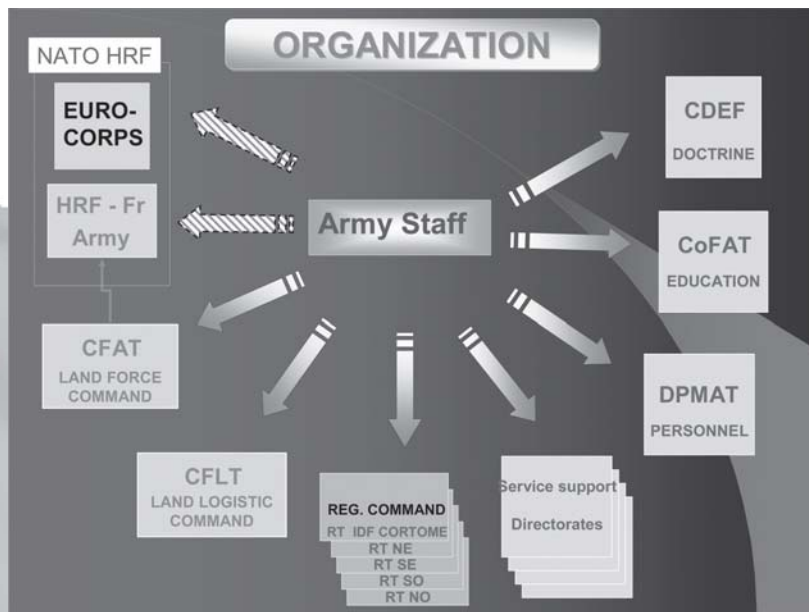 ORGANIZATION
NATO HRF
EURO-
CORPS
HRF - Fr
Army
CFAT
LAND FORCE
COMMAND
CFLT
LAND LOGISTIC
COMMAND
Army Staff
REG. COMMAND
RT IDF CORTOME
RT NE
RT SE
RT SO
RT NO
Service support
Directorates
CDEF
DOCTRINE
CoFAT
EDUCATION
DPMAT
PERSONNEL